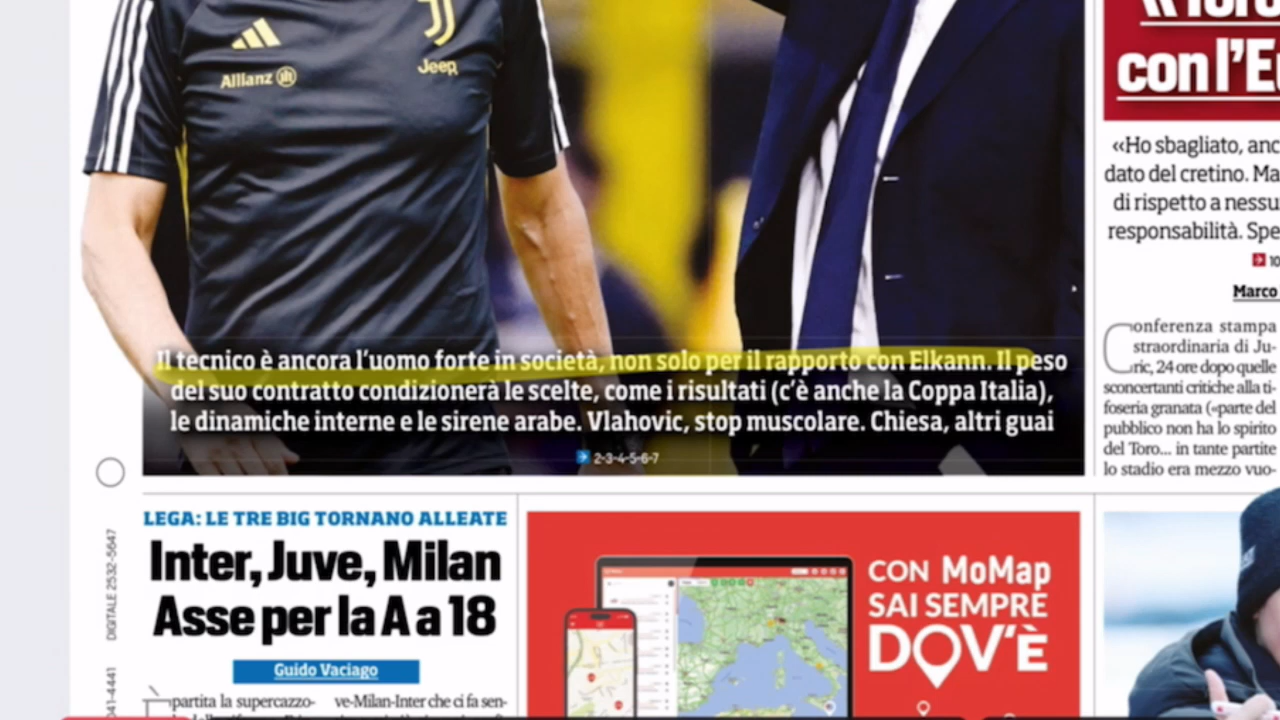 Allianz
Jeep
Il tecnico è ancora l'uomo forte in società, non solo per il rapporto con Elkann. Il peso
del suo contratto condizionerà le scelte, come i risultati (c'è anche la Coppa Italia),
le dinamiche interne e le sirene arabe. Vlahovic, stop muscolare. Chiesa, altri guai
2-3-4-5-6-7
con l'E
«Ho sbagliato, anc
dato del cretino. Ma
di rispetto a nessu
responsabilità. Spe
10
Marco
Conferenza stampa
straordinaria di Ju-
ric, 24 ore dopo quelle
sconcertanti critiche alla ti-
foseria granata («parte del
pubblico non ha lo spirito
del Toro... in tante partite
lo stadio era mezzo vuo-
DIGITALE 2532-5647
LEGA: LE TRE BIG TORNANO ALLEATE
Inter, Juve, Milan
Asse per la A a 18
Guido Vaciago
È partita la supercazzo-
ve-Milan-Inter che ci fa sen-
CON MoMap
SAI SEMPRE
DOV'È